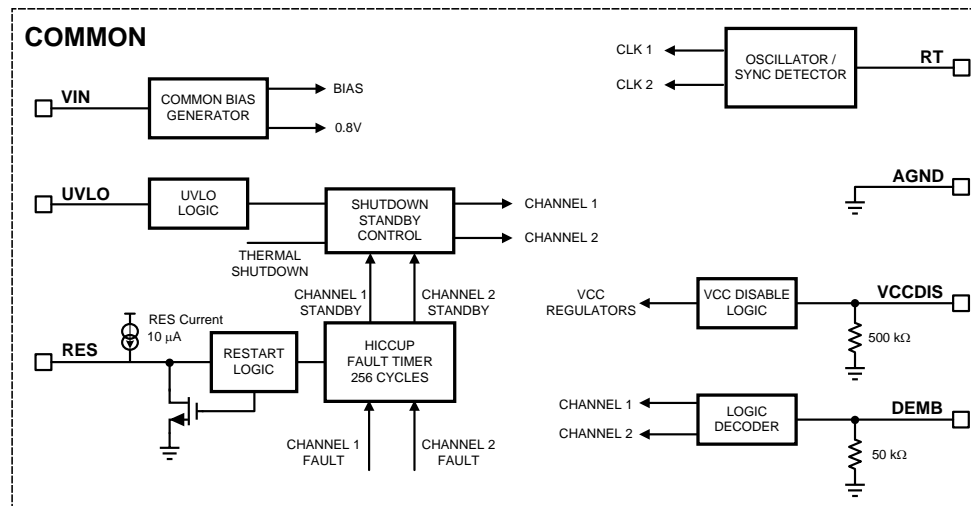 COMMON
VIN
COMMON BIAS
GENERATOR
BIAS
0.8V
CLK 1
CLK 2
OSCILLATOR /
SYNC DETECTOR
RT
UVLO
UVLO
LOGIC
SHUTDOWN
STANDBY
CONTROL
CHANNEL 1
CHANNEL 2
THERMAL
SHUTDOWN
AGND
CHANNEL 1
STANDBY
CHANNEL 2
STANDBY
VCC
REGULATORS
VCC DISABLE
LOGIC
VCCDIS
500 kΩ
RES Current
10 µA
RES
RESTART
LOGIC
HICCUP
FAULT TIMER
256 CYCLES
CHANNEL 1
FAULT
CHANNEL 2
FAULT
CHANNEL 1
CHANNEL 2
LOGIC
DECODER
DEMB
50 kΩ